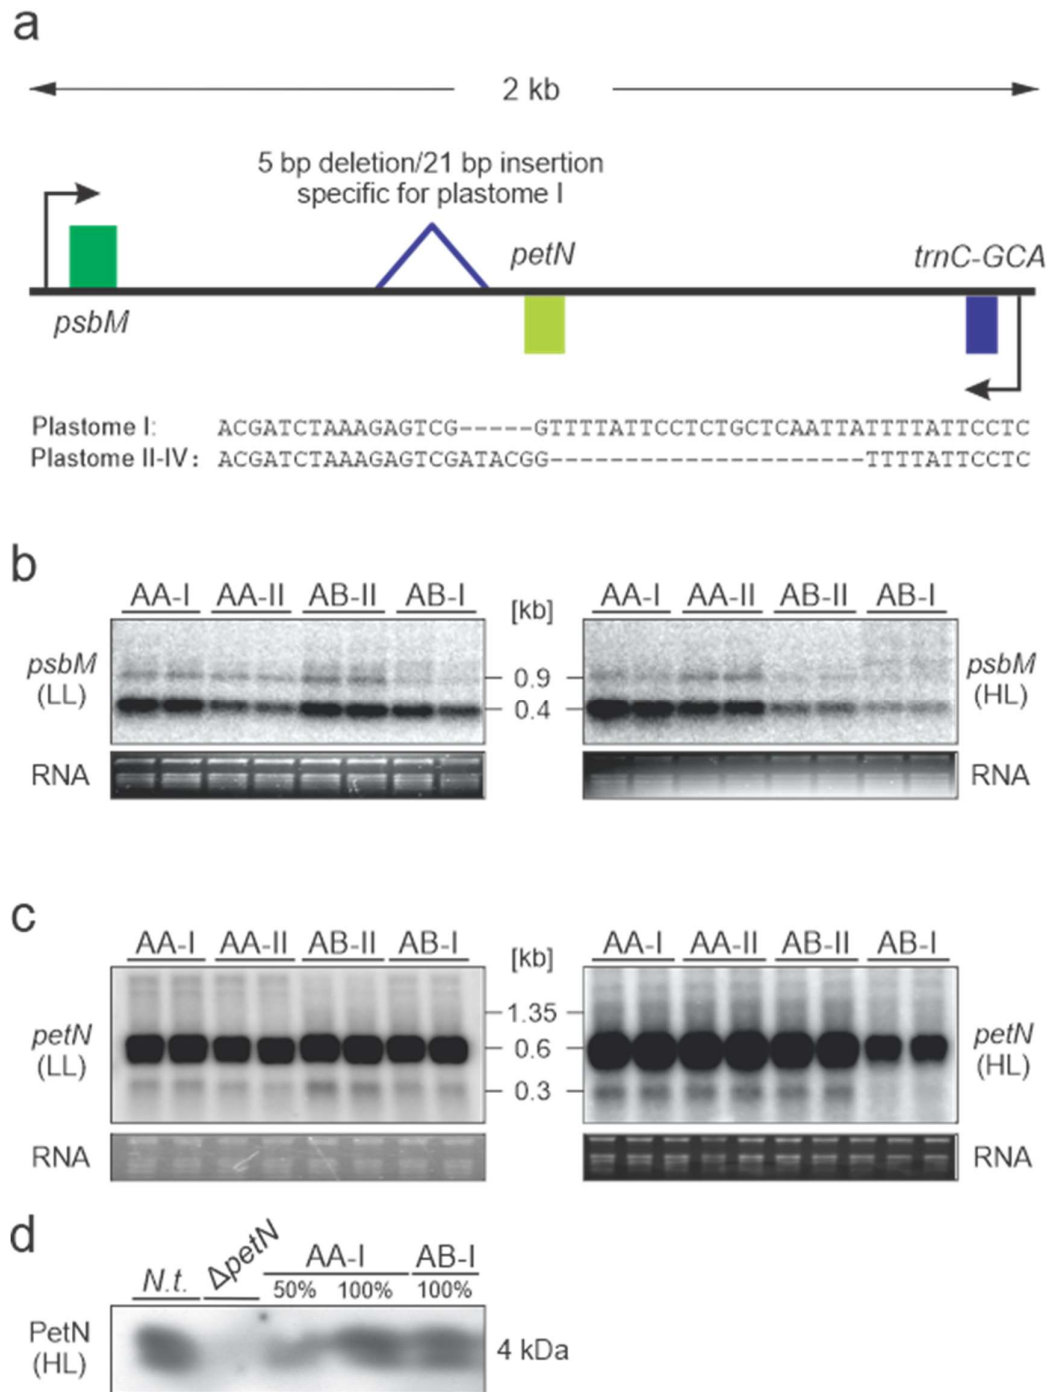 a
2 kb
5 bp deletion/21 bp insertion
specific for plastome I
petN
trnC-GCA
psbM
Plastome I: ACGATCTAAAGAGTCG-----GTTTTATTCCTCTGCTCAATTATTTTATTCCTC
Plastome II-IV: ACGATCTAAAGAGTCGATACGG---------------------TTTTATTCCTC
b
AA-I AA-II AB-II AB-I [kb] AA-I AA-II AB-II AB-I
psbM
(LL)
0.9
0.4
psbM
(HL)
RNA RNA
c
AA-I AA-II AB-II AB-I [kb] AA-I AA-II AB-II AB-I
petN
(LL)
1.35
0.6
0.3
petN
(HL)
RNA RNA
d
N.t. ΔpetN AA-I AB-I
50% 100% 100%
PetN
(HL)
4 kDa